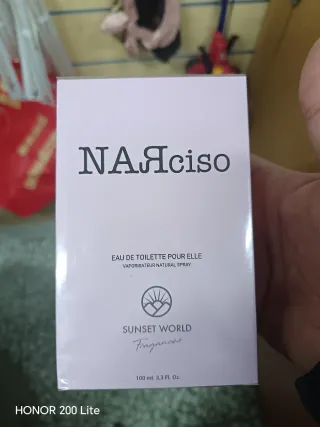 NAЯciso
EAU DE TOILETTE POUR ELLE
VAPORISATEUR NATURAL SPRAY
SUNSET WORLD
Fragances
100 ml. 3.3 Fl. Oz.
HONOR 200 Lite